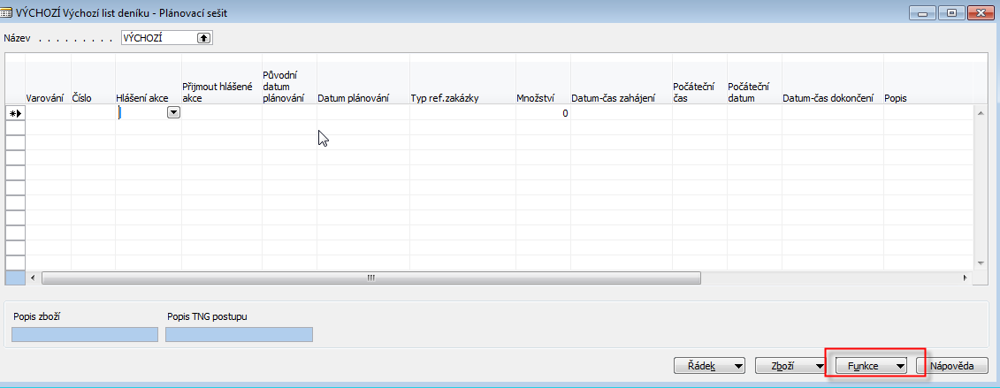 VÝCHOZÍ Výchozí list deníku - Plánovací sešit
Název . . . . . . . . . VÝCHOZÍ
Varování Číslo Hlášení akce Přijmout hlášené akce Původní datum plánování Datum plánování Typ ref.zakázky Množství Datum-čas zahájení Počáteční čas Počáteční datum Datum-čas dokončení Popis
0
Popis zboží Popis TNG postupu
Řádek Zboží Funkce Nápověda